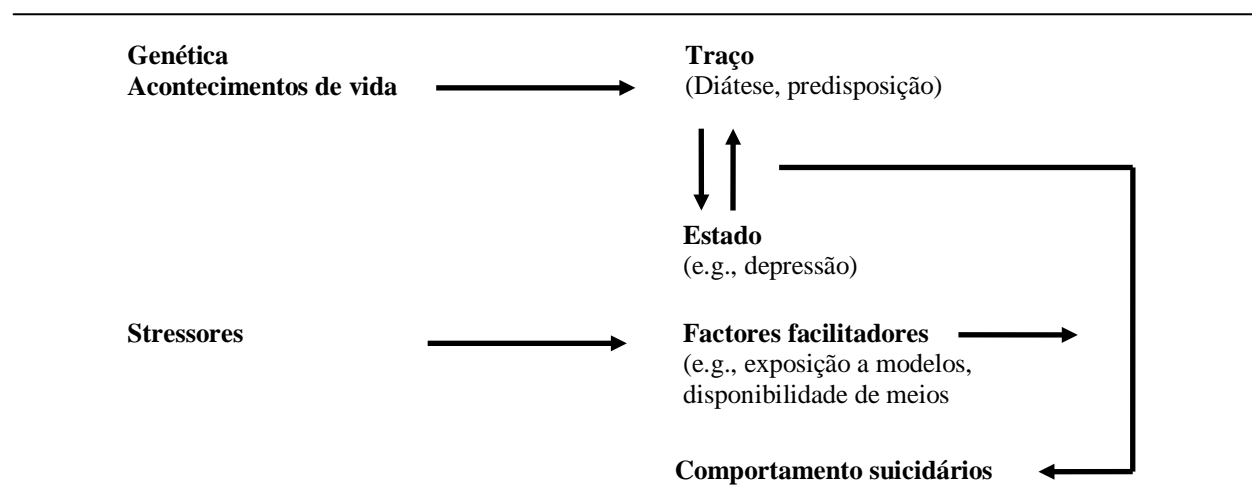 Genética
Acontecimentos de vida
Traço
(Diátese, predisposição)
Estado
(e.g., depressão)
Stressores
Factores facilitadores
(e.g., exposição a modelos,
disponibilidade de meios
Comportamento suicidários